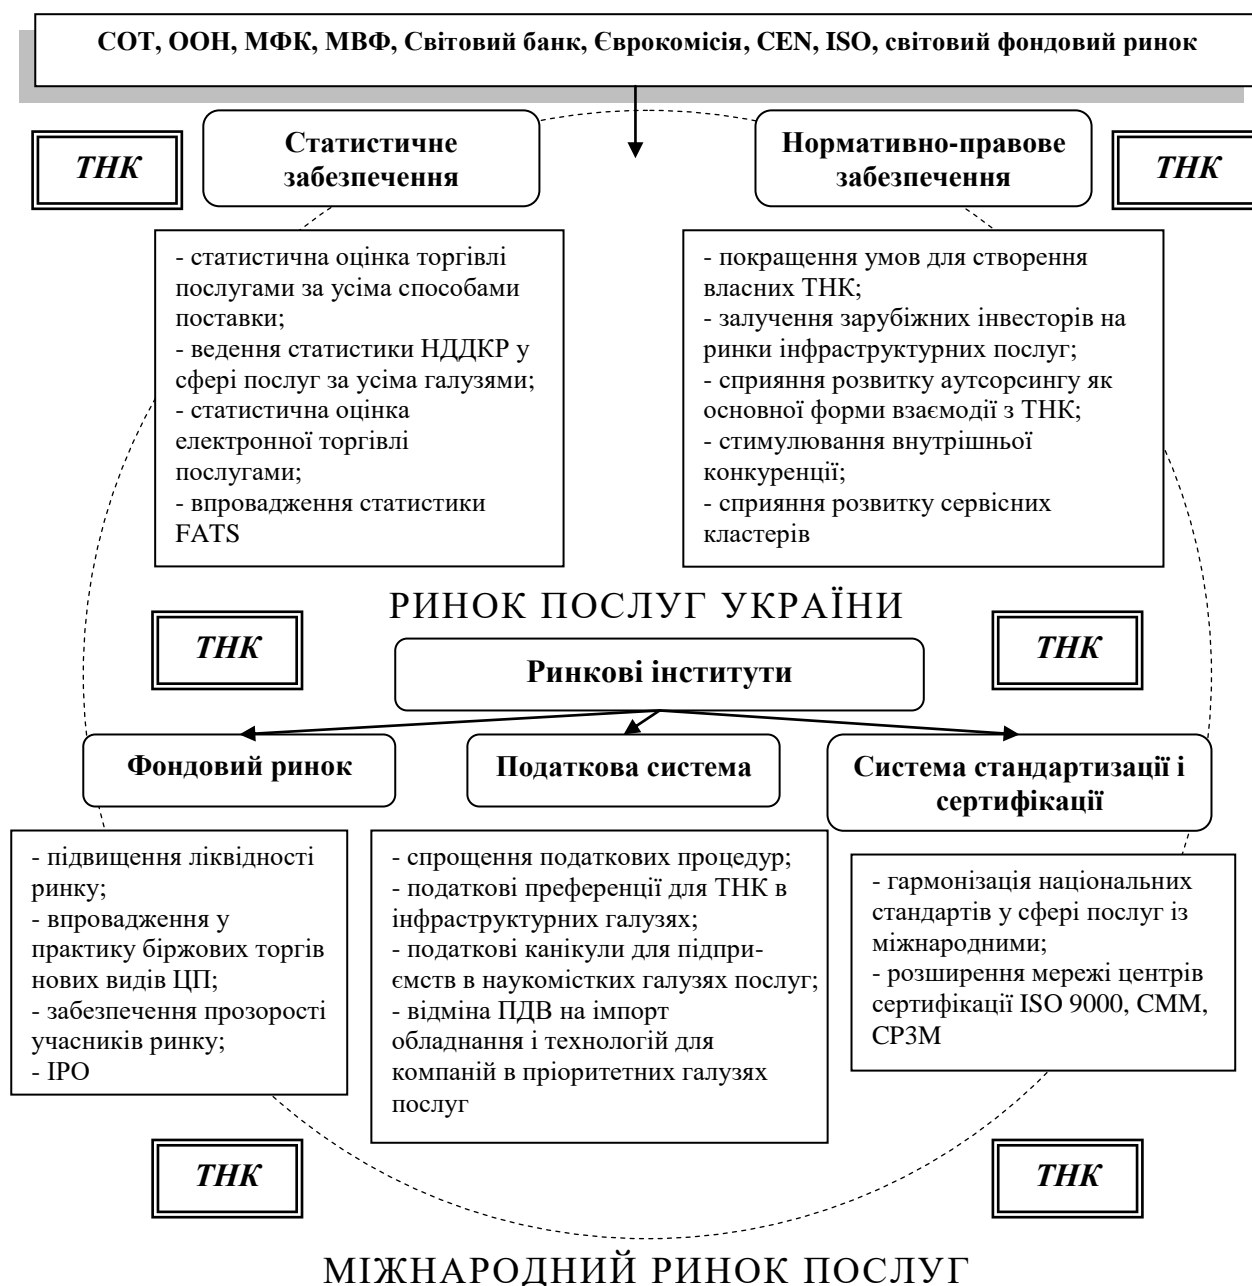 СОТ, ООН, МФК, МВФ, Світовий банк, Єврокомісія, CEN, ISO, світовий фондовий ринок
ТНК
Статистичне
забезпечення
Нормативно-правове
забезпечення
ТНК
- статистична оцінка торгівлі
послугами за усіма способами
поставки;
- ведення статистики НДДКР у
сфері послуг за усіма галузями;
- статистична оцінка
електронної торгівлі
послугами;
- впровадження статистики
FATS
- покращення умов для створення
власних ТНК;
- залучення зарубіжних інвесторів на
ринки інфраструктурних послуг;
- сприяння розвитку аутсорсингу як
основної форми взаємодії з ТНК;
- стимулювання внутрішньої
конкуренції;
- сприяння розвитку сервісних
кластерів
РИНОК ПОСЛУГ УКРАЇНИ
ТНК
Ринкові інститути
ТНК
Фондовий ринок
Податкова система
Система стандартизації і
сертифікації
- підвищення ліквідності
ринку;
- впровадження у
практику біржових торгів
нових видів ЦП;
- забезпечення прозорості
учасників ринку;
- IPO
- спрощення податкових процедур;
- податкові преференції для ТНК в
інфраструктурних галузях;
- податкові канікули для підпри-
ємств в наукомістких галузях послуг;
- відміна ПДВ на імпорт
обладнання і технологій для
компаній в пріоритетних галузях
послуг
- гармонізація національних
стандартів у сфері послуг із
міжнародними;
- розширення мережі центрів
сертифікації ISO 9000, CMM,
CP3M
ТНК
ТНК
МІЖНАРОДНИЙ РИНОК ПОСЛУГ